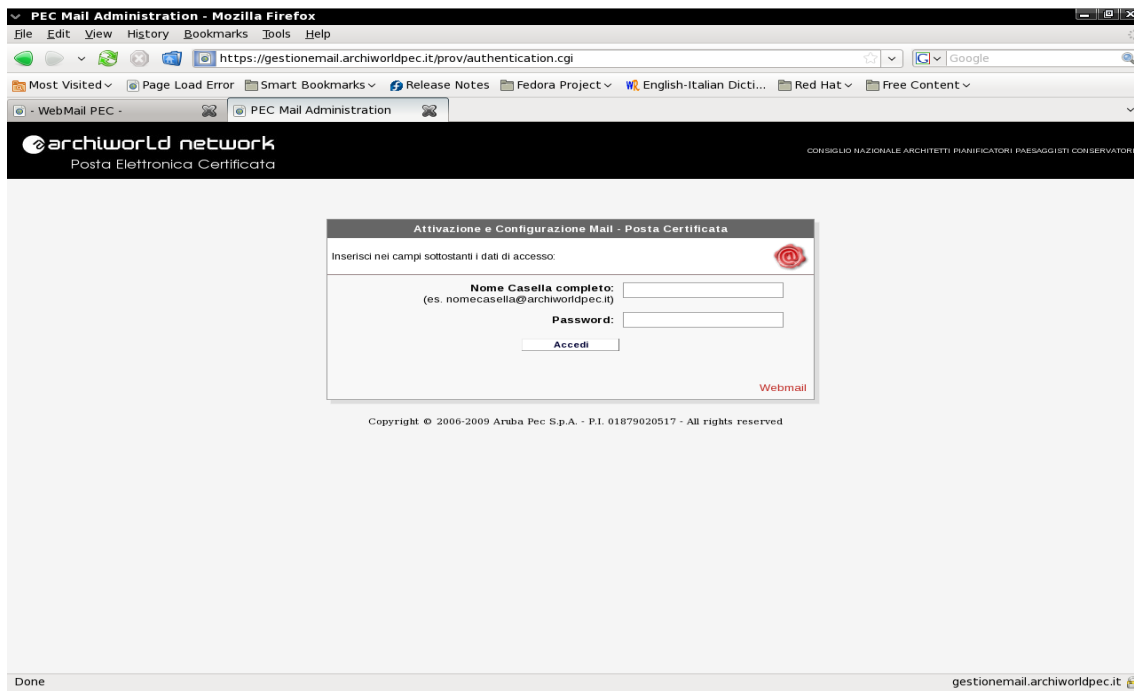 PEC Mail Administration - Mozilla Firefox
File Edit View History Bookmarks Tools Help
https://gestionemail.archiworldpec.it/prov/authentication.cgi
Google
Most Visited Page Load Error Smart Bookmarks Release Notes Fedora Project English-Italian Dicti... Red Hat Free Content
- WebMail PEC - PEC Mail Administration
archiworld network
Posta Elettronica Certificata
CONSIGLIO NAZIONALE ARCHITETTI PIANIFICATORI PAESAGGISTI CONSERVATORI
Attivazione e Configurazione Mail - Posta Certificata
Inserisci nei campi sottostanti i dati di accesso:
Nome Casella completo:
(es. nomecasella@archiworldpec.it)
Password:
Accedi
Webmail
Copyright © 2006-2009 Aruba Pec S.p.A. - P.I. 01879020517 - All rights reserved
Done
gestionemail.archiworldpec.it